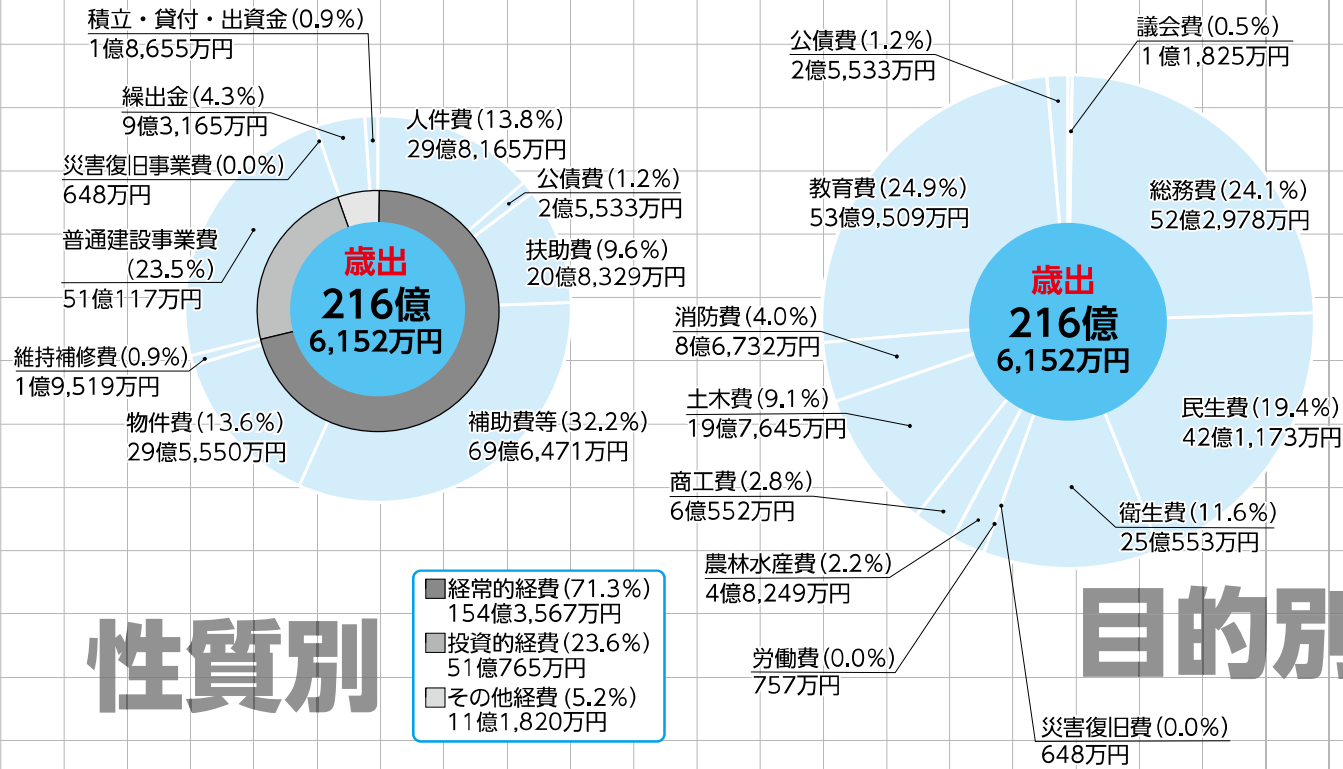 積立・貸付・出資金(0.9%)
1億8,655万円
繰出金(4.3%)
9億3,165万円
災害復旧事業費(0.0%)
648万円
普通建設事業費
(23.5%)
51億117万円
維持補修費(0.9%)
1億9,519万円
物件費(13.6%)
29億5,550万円
人件費(13.8%)
29億8,165万円
公債費(1.2%)
2億5,533万円
扶助費(9.6%)
20億8,329万円
補助費等(32.2%)
69億6,471万円
歳出
216億
6,152万円
性質別
経常的経費(71.3%)
154億3,567万円
投資的経費(23.6%)
51億765万円
その他経費(5.2%)
11億1,820万円
公債費(1.2%)
2億5,533万円
議会費(0.5%)
1億1,825万円
教育費(24.9%)
53億9,509万円
総務費(24.1%)
52億2,978万円
歳出
216億
6,152万円
消防費(4.0%)
8億6,732万円
土木費(9.1%)
19億7,645万円
民生費(19.4%)
42億1,173万円
商工費(2.8%)
6億552万円
衛生費(11.6%)
25億553万円
農林水産費(2.2%)
4億8,249万円
労働費(0.0%)
757万円
災害復旧費(0.0%)
648万円
目的別